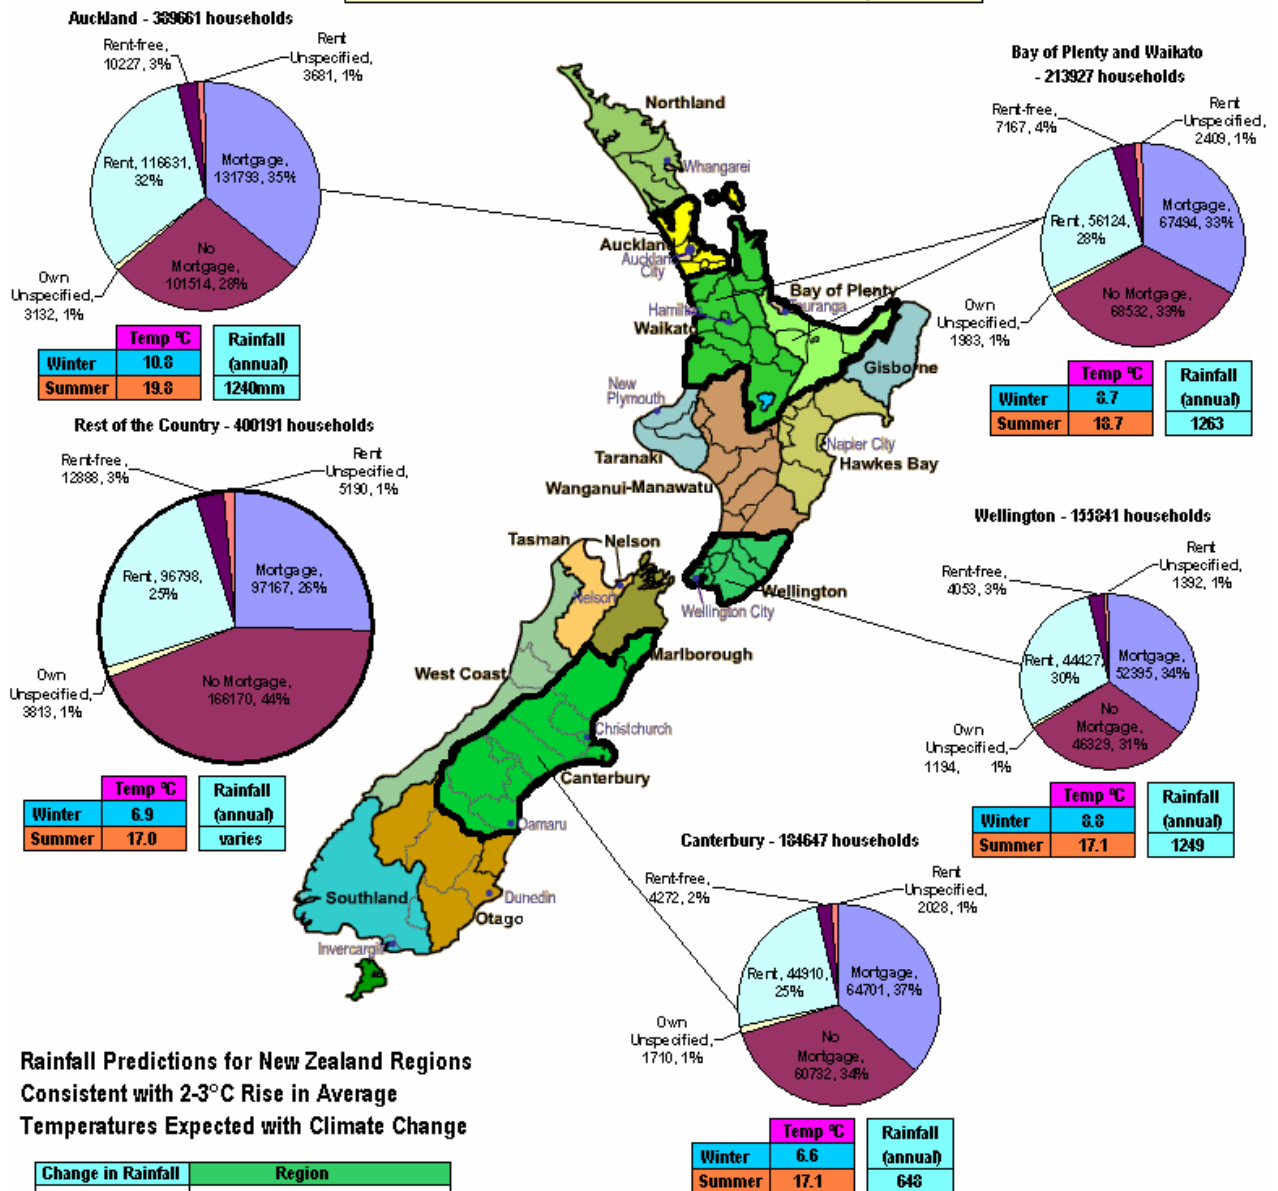 Auckland - 389661 households
Rent-free,
10227, 3%
Rent
Unspecified,
3681, 1%
Rent, 116631,
32%
Mortgage,
131793, 35%
No
Mortgage,
101514, 28%
Own
Unspecified,
3132, 1%
Temp ºC
Winter 10.8
Summer 19.8
Rainfall
(annual)
1240mm
Bay of Plenty and Waikato
- 213927 households
Rent-free,
7167, 4%
Rent
Unspecified,
2409, 1%
Rent, 56124,
28%
Mortgage,
67494, 33%
No Mortgage,
68532, 33%
Own
Unspecified,
1983, 1%
Temp ºC
Winter 8.7
Summer 18.7
Rainfall
(annual)
1263
Northland
Whangarei
Auckland
Auckland
City
Bay of Plenty
Tauranga
Hamilton
Waikato
Gisborne
New
Plymouth
Taranaki
Napier City
Hawkes Bay
Wanganui-Manawatu
Tasman
Nelson
Nelson
Wellington
Wellington City
Marlborough
West Coast
Christchurch
Canterbury
Oamaru
Southland
Dunedin
Otago
Invercargill
Rest of the Country - 400191 households
Rent-free,
12888, 3%
Rent
Unspecified,
5190, 1%
Rent, 96798,
25%
Mortgage,
97167, 26%
No Mortgage,
166170, 44%
Own
Unspecified,
3813, 1%
Temp ºC
Winter 6.9
Summer 17.0
Rainfall
(annual)
varies
Wellington - 155841 households
Rent-free,
4053, 3%
Rent
Unspecified,
1392, 1%
Rent, 44427,
30%
Mortgage,
52395, 34%
No
Mortgage,
46329, 31%
Own
Unspecified,
1194, 1%
Temp ºC
Winter 8.8
Summer 17.1
Rainfall
(annual)
1249
Canterbury - 184647 households
Rent-free,
4272, 2%
Rent
Unspecified,
2028, 1%
Rent, 44910,
25%
Mortgage,
64701, 37%
No
Mortgage,
60732, 34%
Own
Unspecified,
1710, 1%
Temp ºC
Winter 6.6
Summer 17.1
Rainfall
(annual)
648
Rainfall Predictions for New Zealand Regions
Consistent with 2-3°C Rise in Average
Temperatures Expected with Climate Change
Change in Rainfall Region